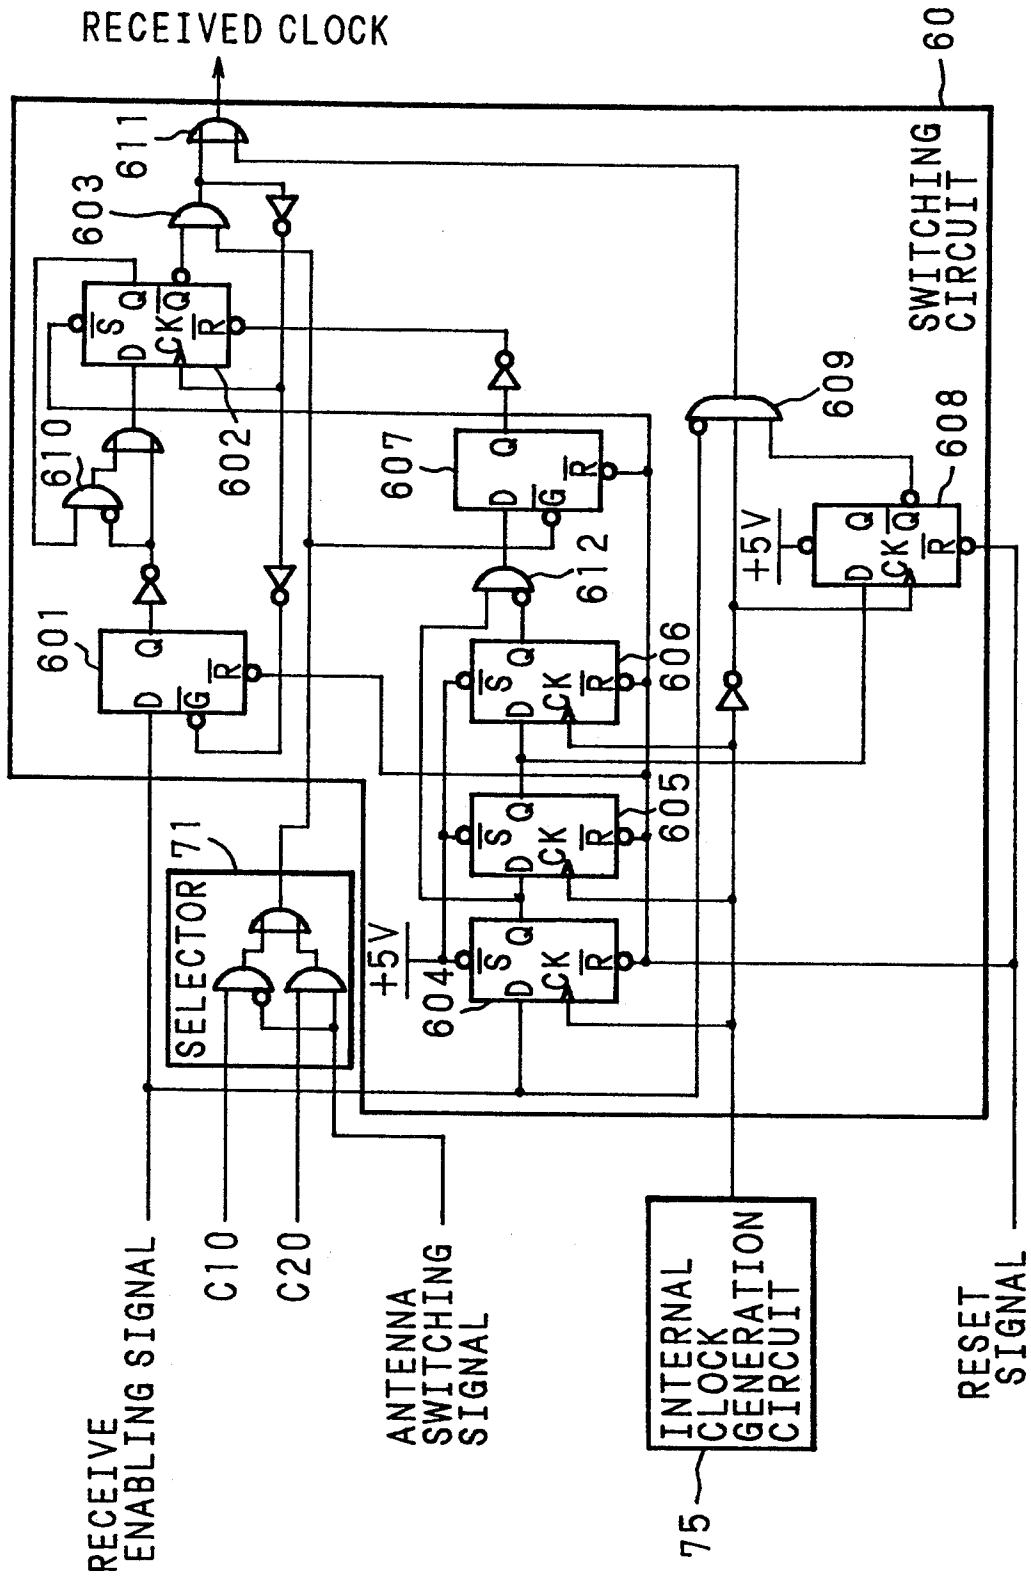 RECEIVED CLOCK
60
SWITCHING
CIRCUIT
611
603
S
D
Q
CK
Q
R
602
610
601
D
Q
G
R
607
D
Q
G
R
612
609
608
+5V
D
Q
CK
Q
R
606
S
D
Q
CK
R
605
S
D
Q
CK
R
604
+5V
S
D
Q
CK
R
71
SELECTOR
RECEIVE
ENABLING SIGNAL
C10
C20
ANTENNA
SWITCHING
SIGNAL
INTERNAL
CLOCK
GENERATION
CIRCUIT
75
RESET
SIGNAL